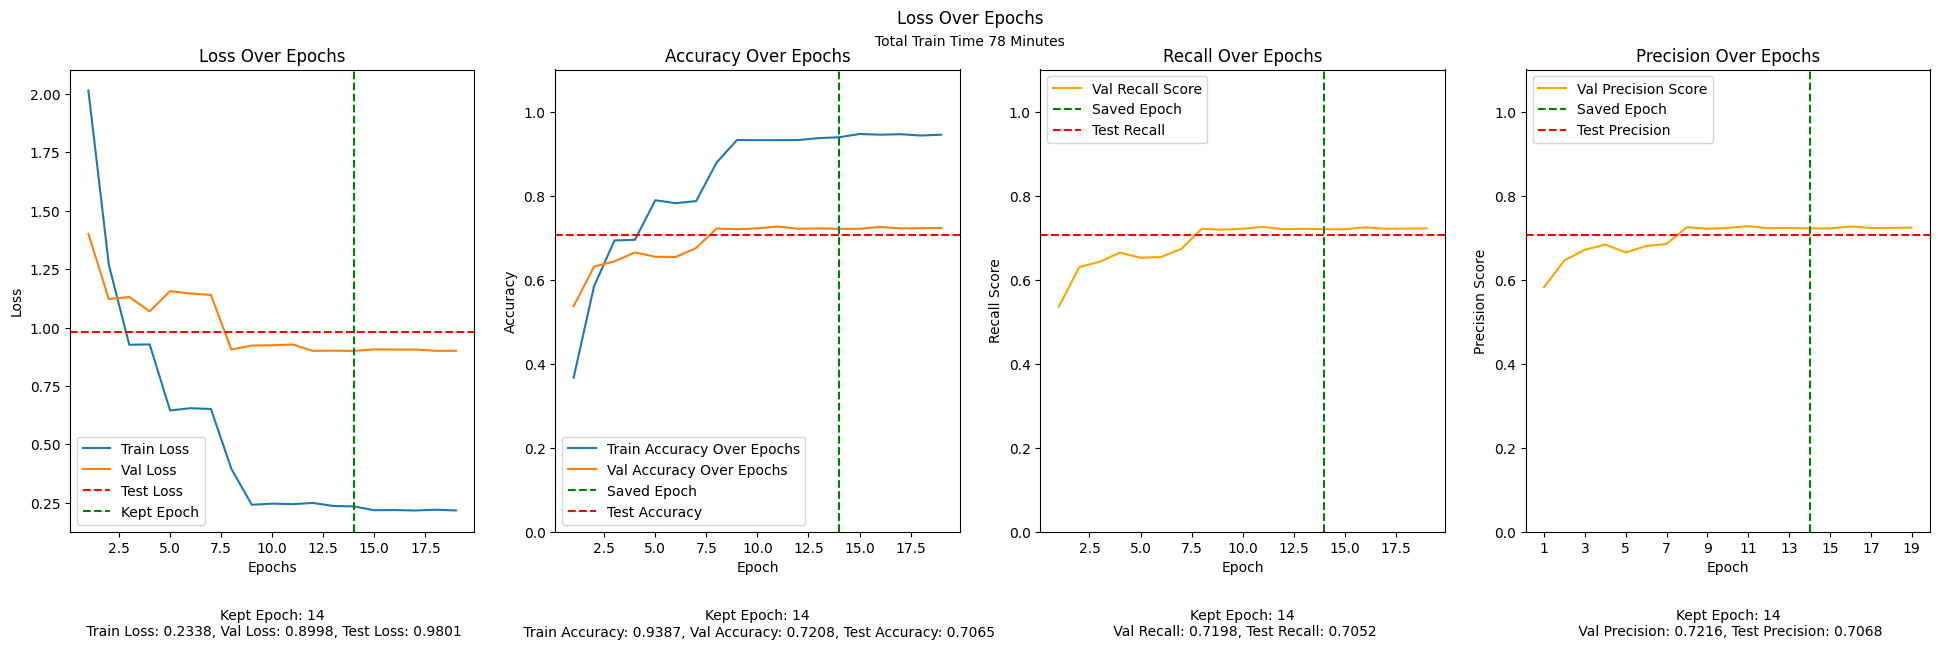 Loss Over Epochs
Total Train Time 78 Minutes
Loss Over Epochs
2.00
1.75
1.50
1.25
1.00
0.75
0.50
0.25
Loss
Train Loss
Val Loss
Test Loss
Kept Epoch
2.5 5.0 7.5 10.0 12.5 15.0 17.5
Epochs
Kept Epoch: 14
Train Loss: 0.2338, Val Loss: 0.8998, Test Loss: 0.9801
Accuracy Over Epochs
1.0
0.8
0.6
0.4
0.2
0.0
Accuracy
Train Accuracy Over Epochs
Val Accuracy Over Epochs
Saved Epoch
Test Accuracy
2.5 5.0 7.5 10.0 12.5 15.0 17.5
Epoch
Kept Epoch: 14
Train Accuracy: 0.9387, Val Accuracy: 0.7208, Test Accuracy: 0.7065
Recall Over Epochs
Val Recall Score
Saved Epoch
Test Recall
1.0
0.8
0.6
0.4
0.2
0.0
Recall Score
2.5 5.0 7.5 10.0 12.5 15.0 17.5
Epoch
Kept Epoch: 14
Val Recall: 0.7198, Test Recall: 0.7052
Precision Over Epochs
Val Precision Score
Saved Epoch
Test Precision
1.0
0.8
0.6
0.4
0.2
0.0
Precision Score
1 3 5 7 9 11 13 15 17 19
Epoch
Kept Epoch: 14
Val Precision: 0.7216, Test Precision: 0.7068